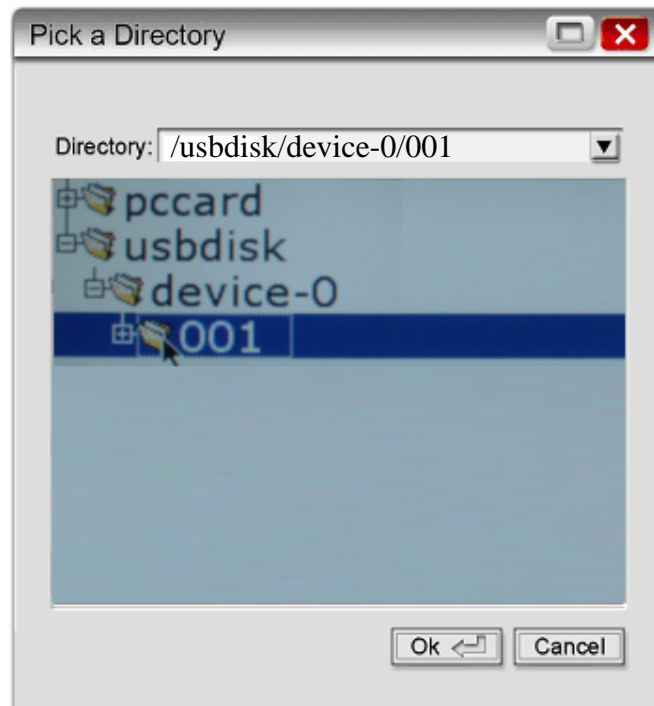 Pick a Directory
Directory: /usbdisk/device-0/001
pccard
usbdisk
device-0
001
Ok Cancel